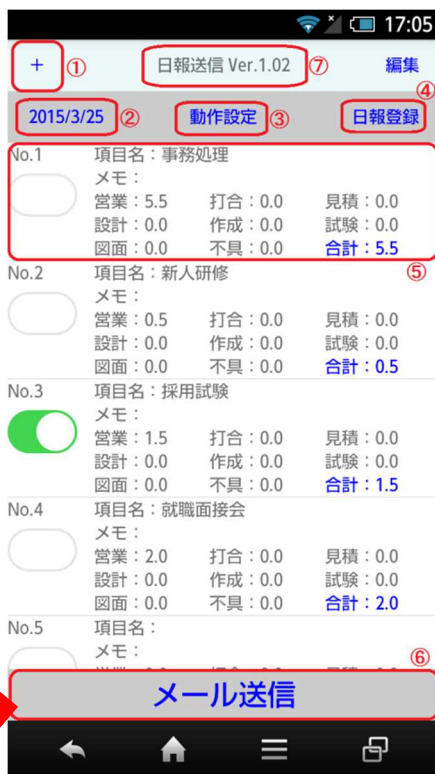 17:05
+ ① 日報送信 Ver.1.02 ⑦ 編集
④
2015/3/25 ② 動作設定 ③ 日報登録
No.1 項目名：事務処理
メモ：
営業：5.5 打合：0.0 見積：0.0
設計：0.0 作成：0.0 試験：0.0
図面：0.0 不具：0.0 合計：5.5
⑤
No.2 項目名：新人研修
メモ：
営業：0.5 打合：0.0 見積：0.0
設計：0.0 作成：0.0 試験：0.0
図面：0.0 不具：0.0 合計：0.5
No.3 項目名：採用試験
メモ：
営業：1.5 打合：0.0 見積：0.0
設計：0.0 作成：0.0 試験：0.0
図面：0.0 不具：0.0 合計：1.5
No.4 項目名：就職面接会
メモ：
営業：2.0 打合：0.0 見積：0.0
設計：0.0 作成：0.0 試験：0.0
図面：0.0 不具：0.0 合計：2.0
No.5 項目名：
メモ：
⑥
メール送信